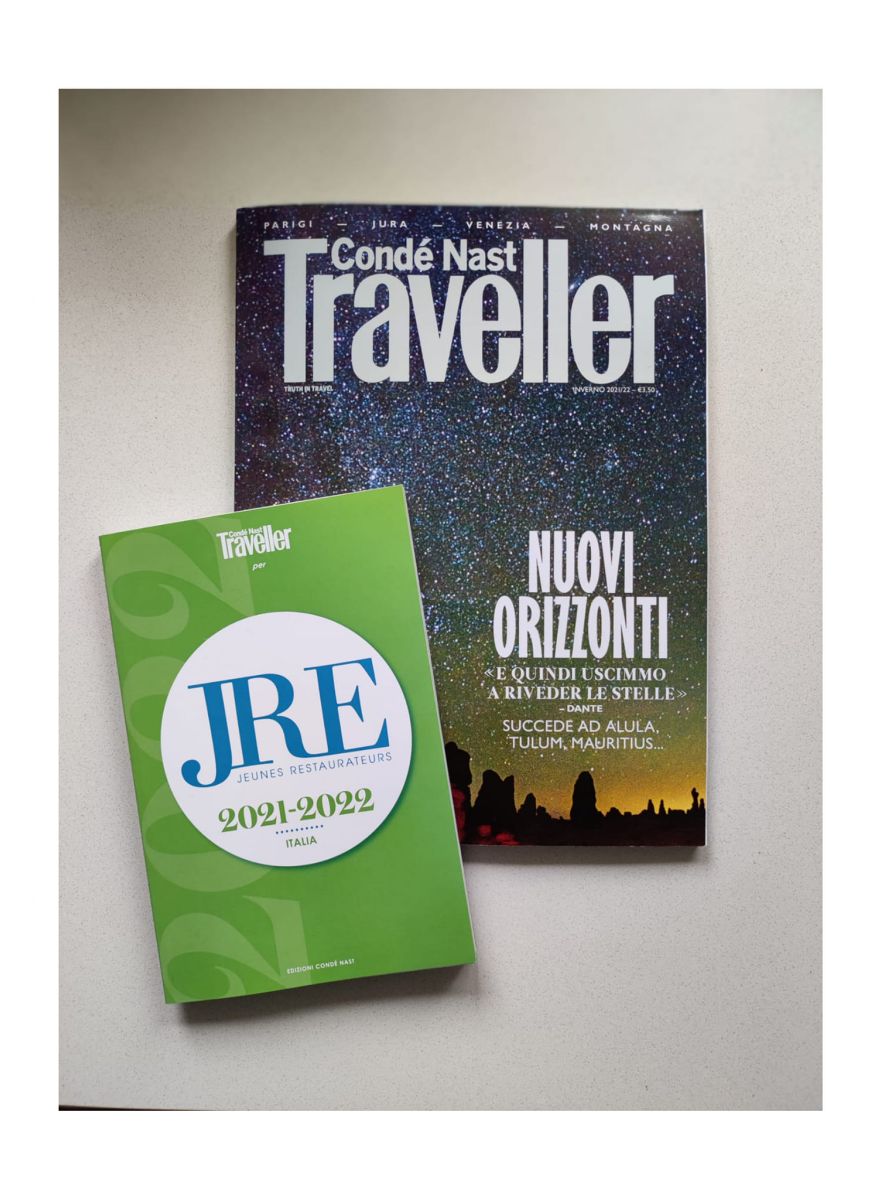 PARIGI — JURA — VENEZIA — MONTAGNA
Condé Nast
Traveller
TRUTH IN TRAVEL
INVERNO 2021/22 – €3,50
NUOVI
ORIZZONTI
«E QUINDI USCIMMO
A RIVEDER LE STELLE»
– DANTE
SUCCEDE AD ALULA,
TULUM, MAURITIUS...
Condé Nast
Traveller
per
JRE
JEUNES RESTAURATEURS
2021-2022
ITALIA
2022
EDIZIONI CONDÉ NAST